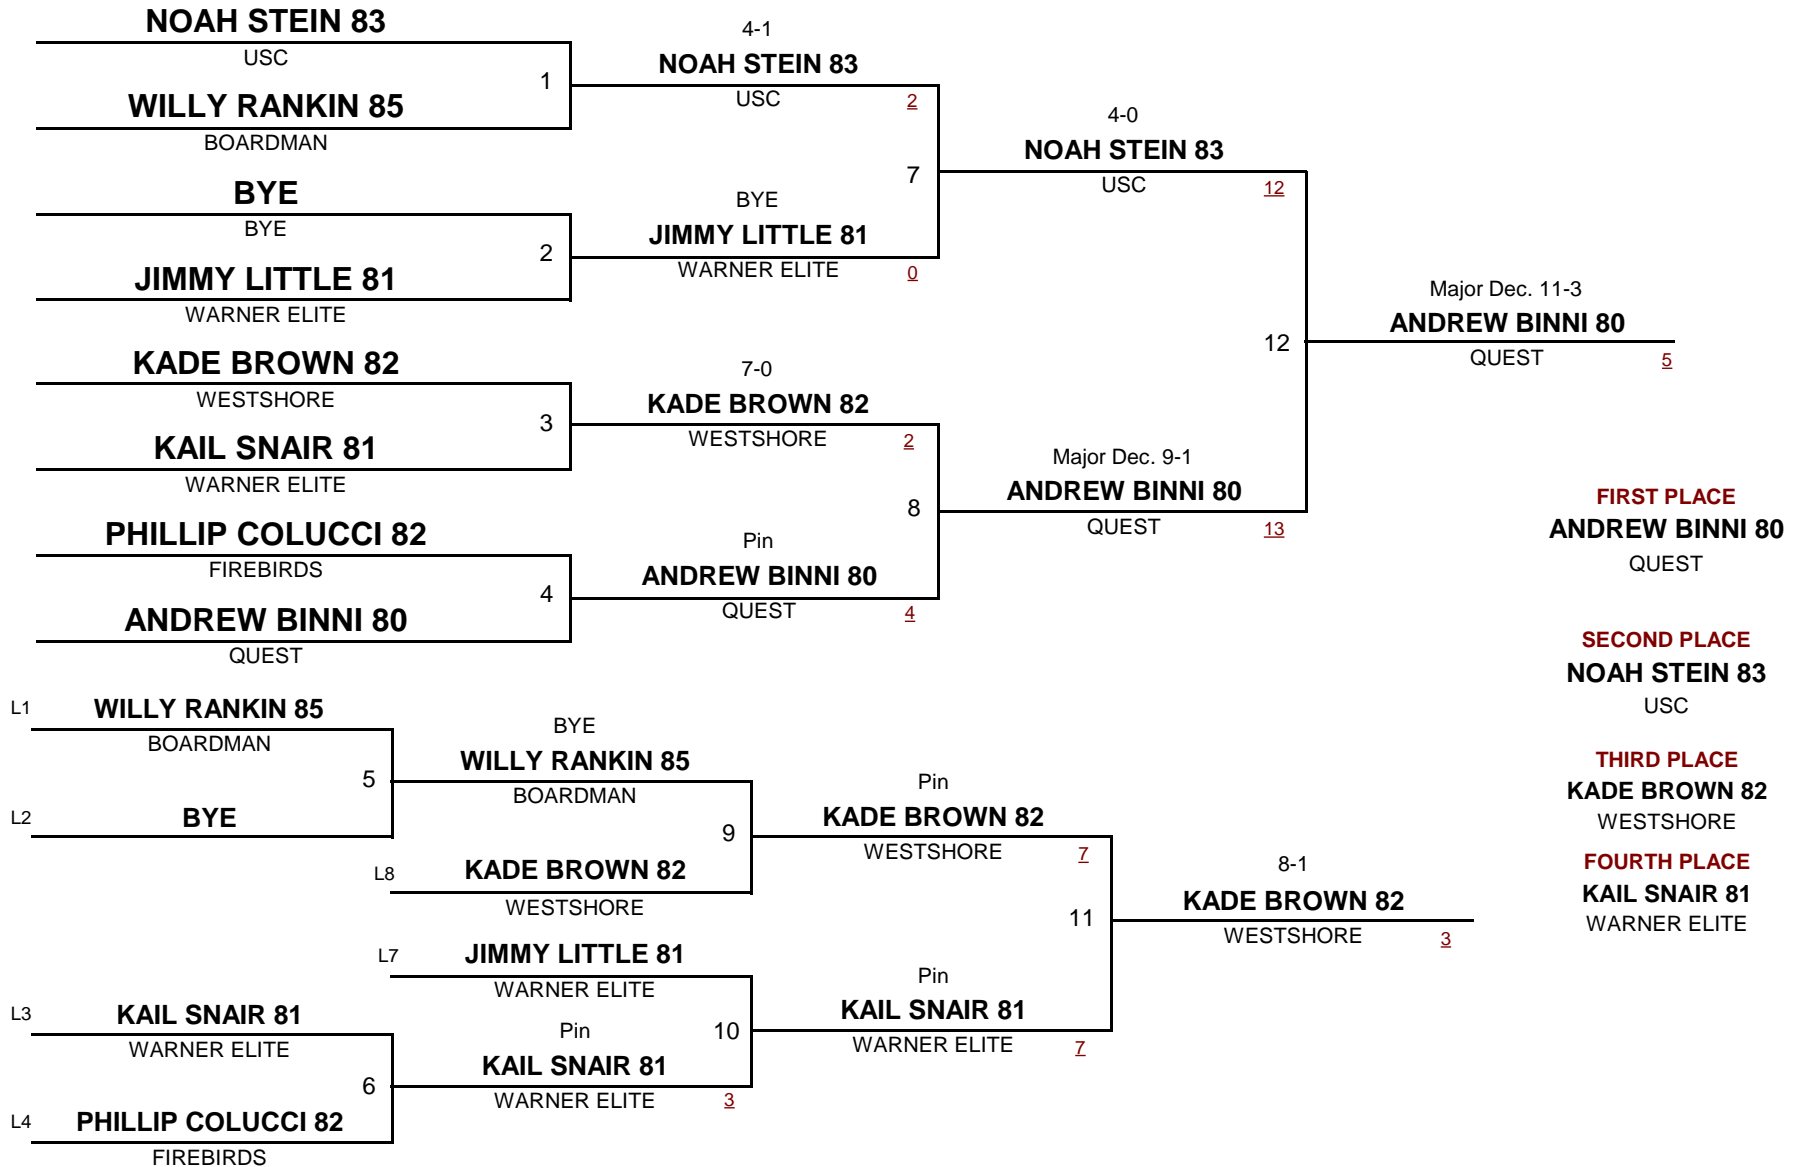 NOAH STEIN 83
USC
1
WILLY RANKIN 85
BOARDMAN
BYE
BYE
2
JIMMY LITTLE 81
WARNER ELITE
KADE BROWN 82
WESTSHORE
3
KAIL SNAIR 81
WARNER ELITE
PHILLIP COLUCCI 82
FIREBIRDS
4
ANDREW BINNI 80
QUEST
4-1
NOAH STEIN 83
USC 2
7
BYE
JIMMY LITTLE 81
WARNER ELITE 0
7-0
KADE BROWN 82
WESTSHORE 2
8
Pin
ANDREW BINNI 80
QUEST 4
4-0
NOAH STEIN 83
USC 12
12
Major Dec. 9-1
ANDREW BINNI 80
QUEST 13
Major Dec. 11-3
ANDREW BINNI 80
QUEST 5
FIRST PLACE
ANDREW BINNI 80
QUEST
SECOND PLACE
NOAH STEIN 83
USC
THIRD PLACE
KADE BROWN 82
WESTSHORE
FOURTH PLACE
KAIL SNAIR 81
WARNER ELITE
L1 WILLY RANKIN 85
BOARDMAN
5
L2 BYE
L3 KAIL SNAIR 81
WARNER ELITE
6
L4 PHILLIP COLUCCI 82
FIREBIRDS
BYE
WILLY RANKIN 85
BOARDMAN
9
L8 KADE BROWN 82
WESTSHORE
L7 JIMMY LITTLE 81
WARNER ELITE
10
Pin
KAIL SNAIR 81
WARNER ELITE 3
Pin
KADE BROWN 82
WESTSHORE 7
11
Pin
KAIL SNAIR 81
WARNER ELITE 7
8-1
KADE BROWN 82
WESTSHORE 3